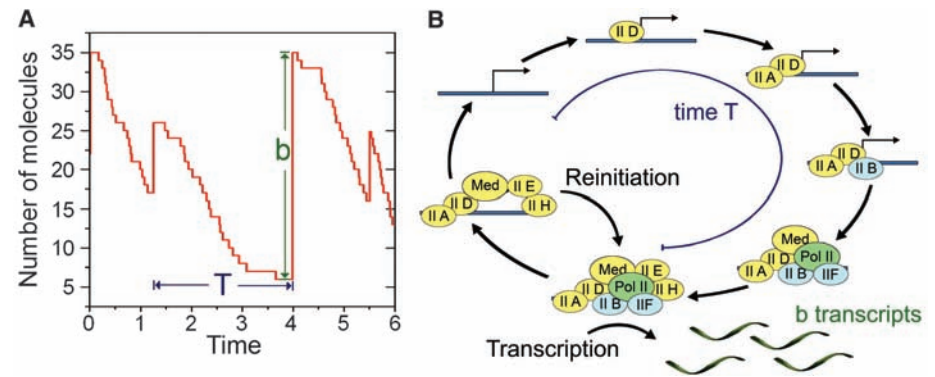 A
Number of molecules
35
30
25
20
15
10
5
0
1
2
3
4
5
6
Time
T
b
B
II D
II D
II A
II D
II A
II B
Med
II D
Pol II
II A
II B
IIF
Med
II E
II D
Pol II
II H
II A
II B
IIF
Med
II E
II D
II H
II A
time T
Reinitiation
Transcription
b transcripts